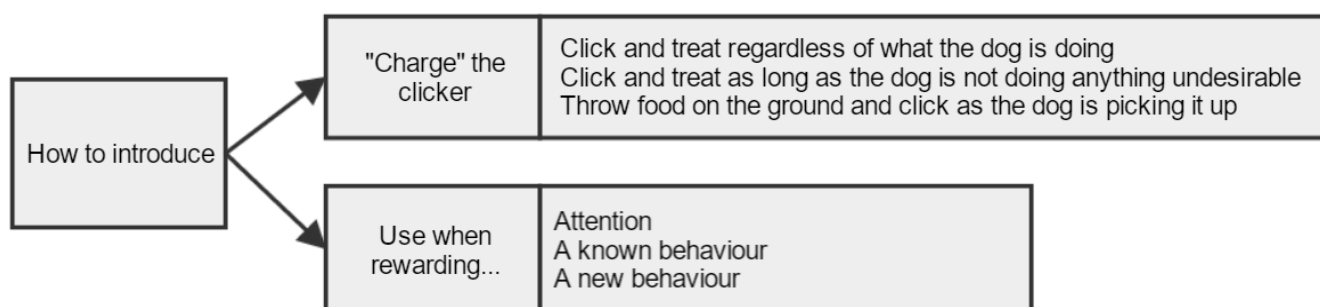 How to introduce
"Charge" the
clicker
Click and treat regardless of what the dog is doing
Click and treat as long as the dog is not doing anything undesirable
Throw food on the ground and click as the dog is picking it up
Use when
rewarding...
Attention
A known behaviour
A new behaviour